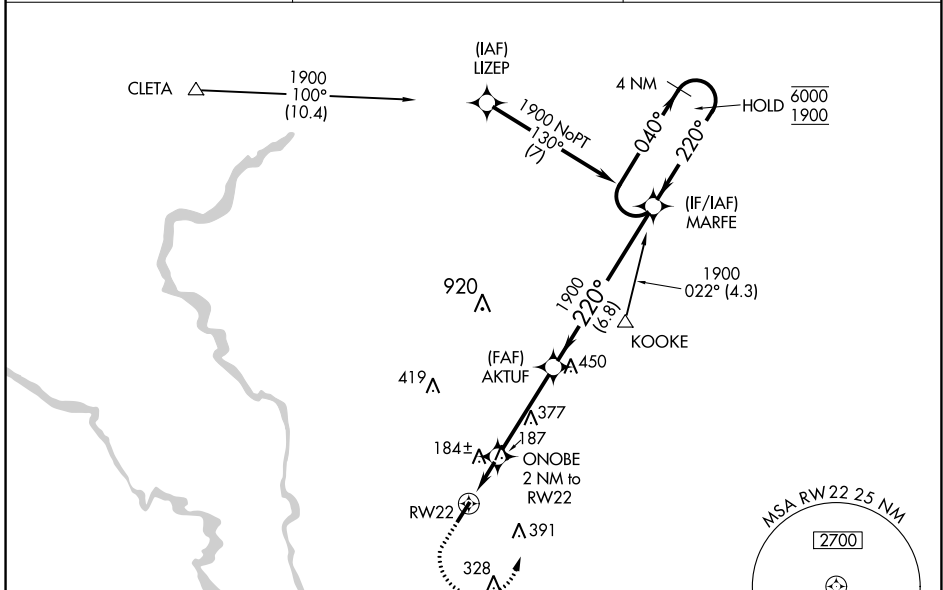 CLETA
1900
100°
(10.4)
(IAF)
LIZEP
1900 NoPT
130°
(7)
4 NM
040°
220°
HOLD
6000
1900
(IF/IAF)
MARFE
1900
022° (4.3)
KOOKE
1900
220°
(6.8)
920
(FAF)
AKTUF
450
419
377
187
184±
ONOBE
2 NM to
RW22
RW22
391
328
MSA RW22 25 NM
2700